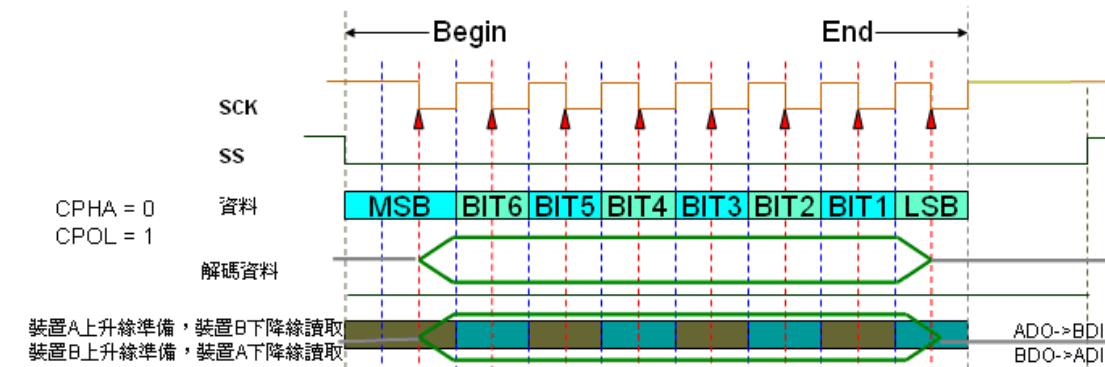 Begin End
SCK
SS
CPHA = 0
CPOL = 1
資料 MSB BIT6 BIT5 BIT4 BIT3 BIT2 BIT1 LSB
解碼資料
裝置A上升緣準備，裝置B下降緣讀取 ADO->BDI
裝置B上升緣準備，裝置A下降緣讀取 BDO->ADI